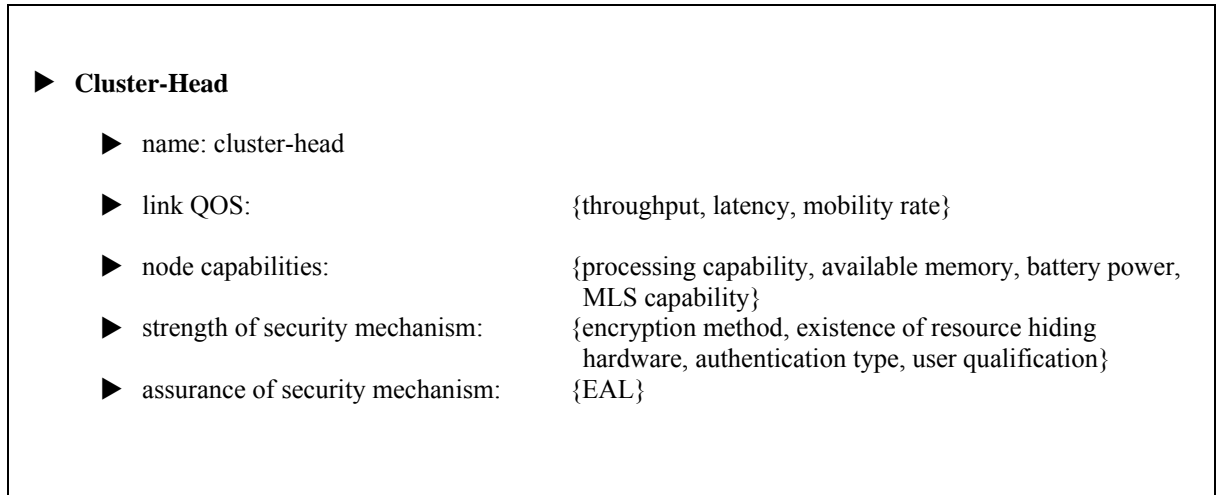 ▶ Cluster-Head
▶ name: cluster-head
▶ link QOS: {throughput, latency, mobility rate}
▶ node capabilities: {processing capability, available memory, battery power,
MLS capability}
▶ strength of security mechanism: {encryption method, existence of resource hiding
hardware, authentication type, user qualification}
▶ assurance of security mechanism: {EAL}